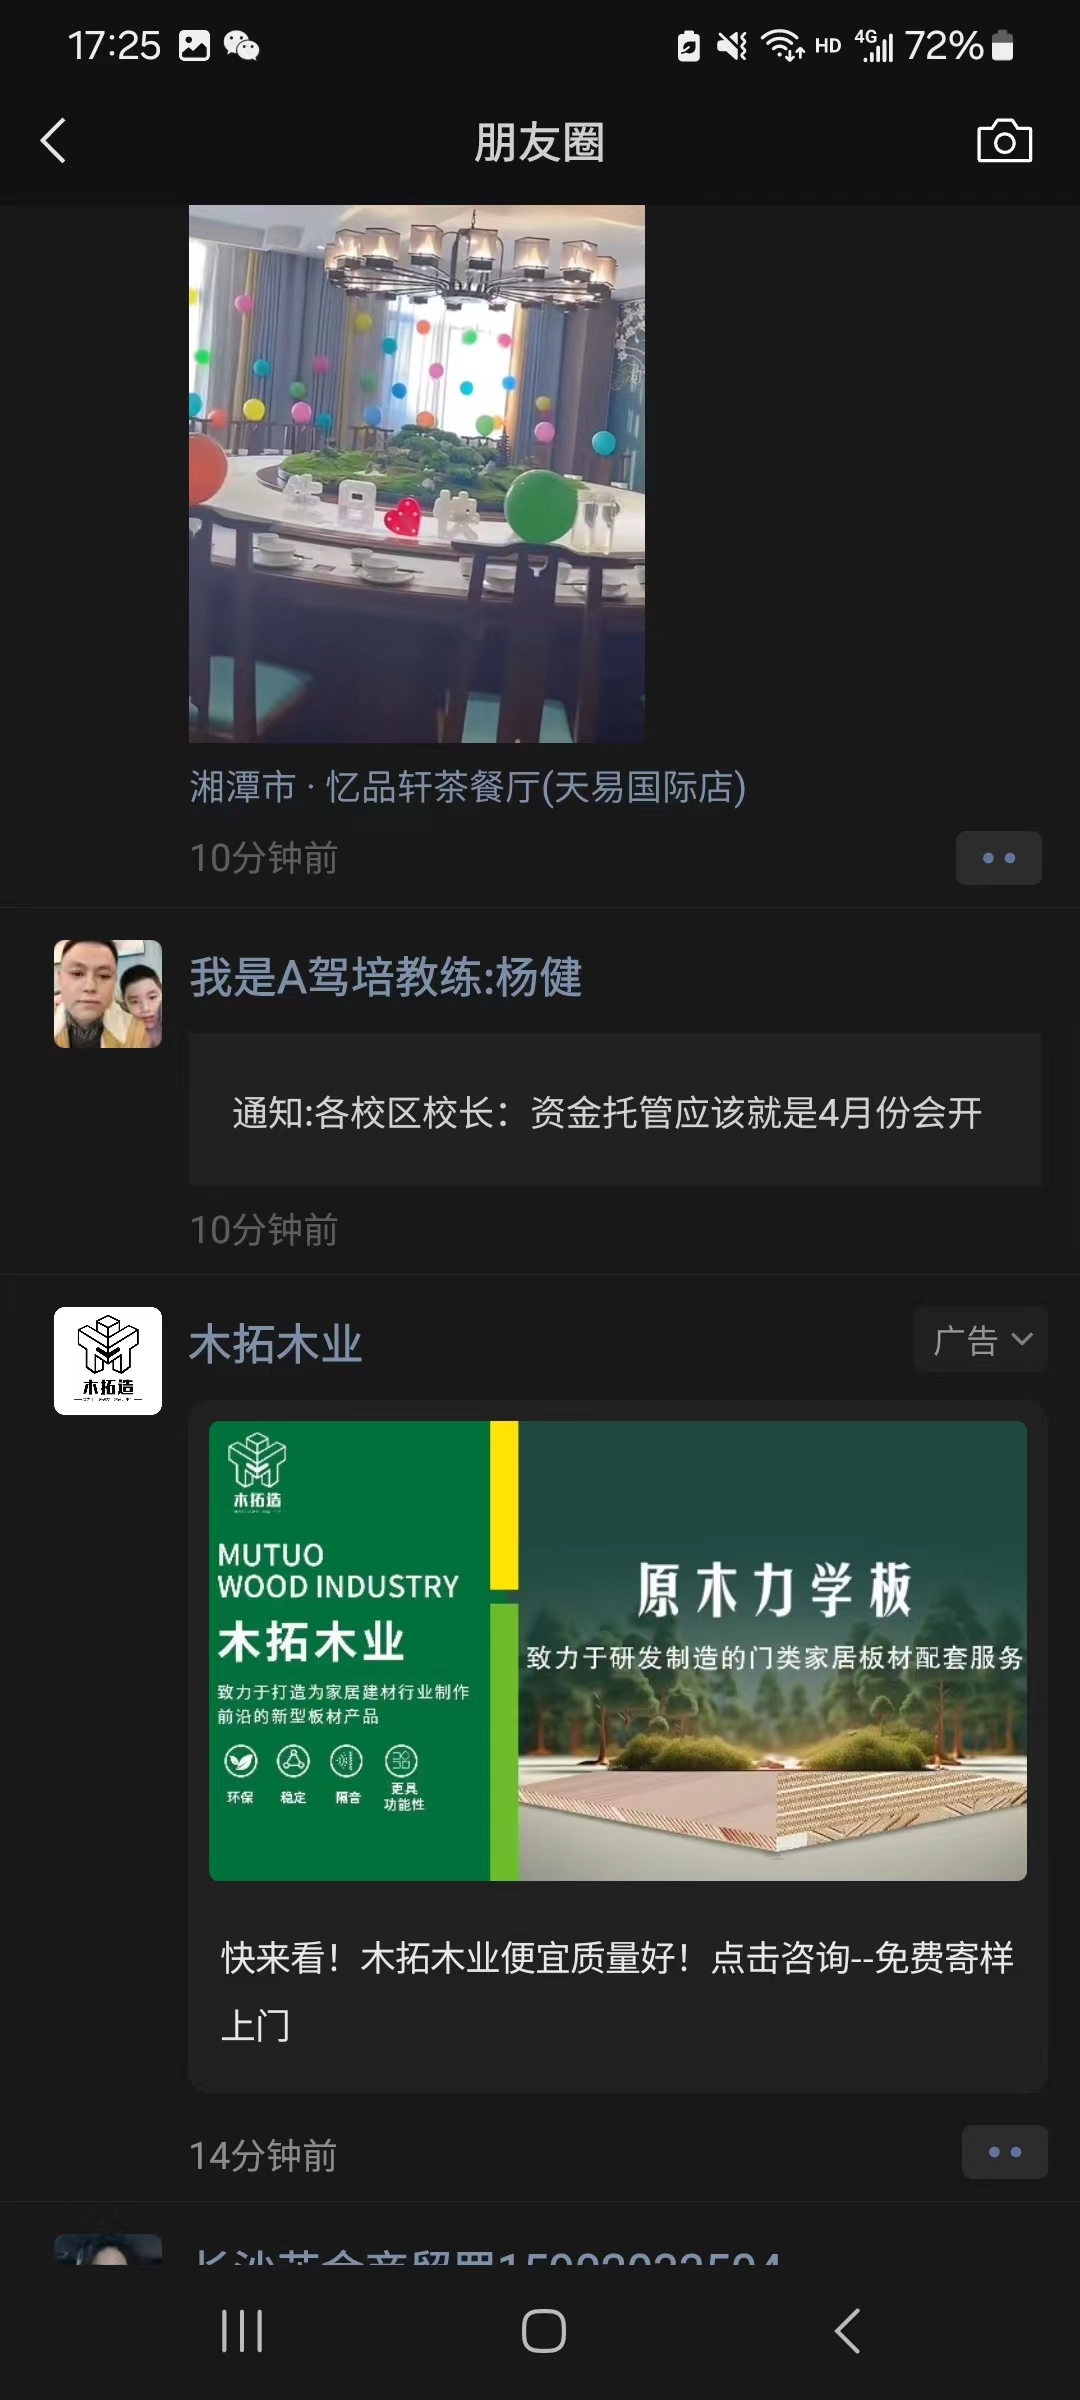 17:25
HD 4G 72%
朋友圈
生日快乐
湘潭市 · 忆品轩茶餐厅(天易国际店)
10分钟前
我是A驾培教练:杨健
通知:各校区校长：资金托管应该就是4月份会开
10分钟前
木拓造
木拓木业
广告
木拓造
MUTUO
WOOD INDUSTRY
木拓木业
致力于打造为家居建材行业制作
前沿的新型板材产品
环保 稳定 隔音 更具
功能性
原木力学板
致力于研发制造的门类家居板材配套服务
快来看！木拓木业便宜质量好！点击咨询--免费寄样
上门
14分钟前